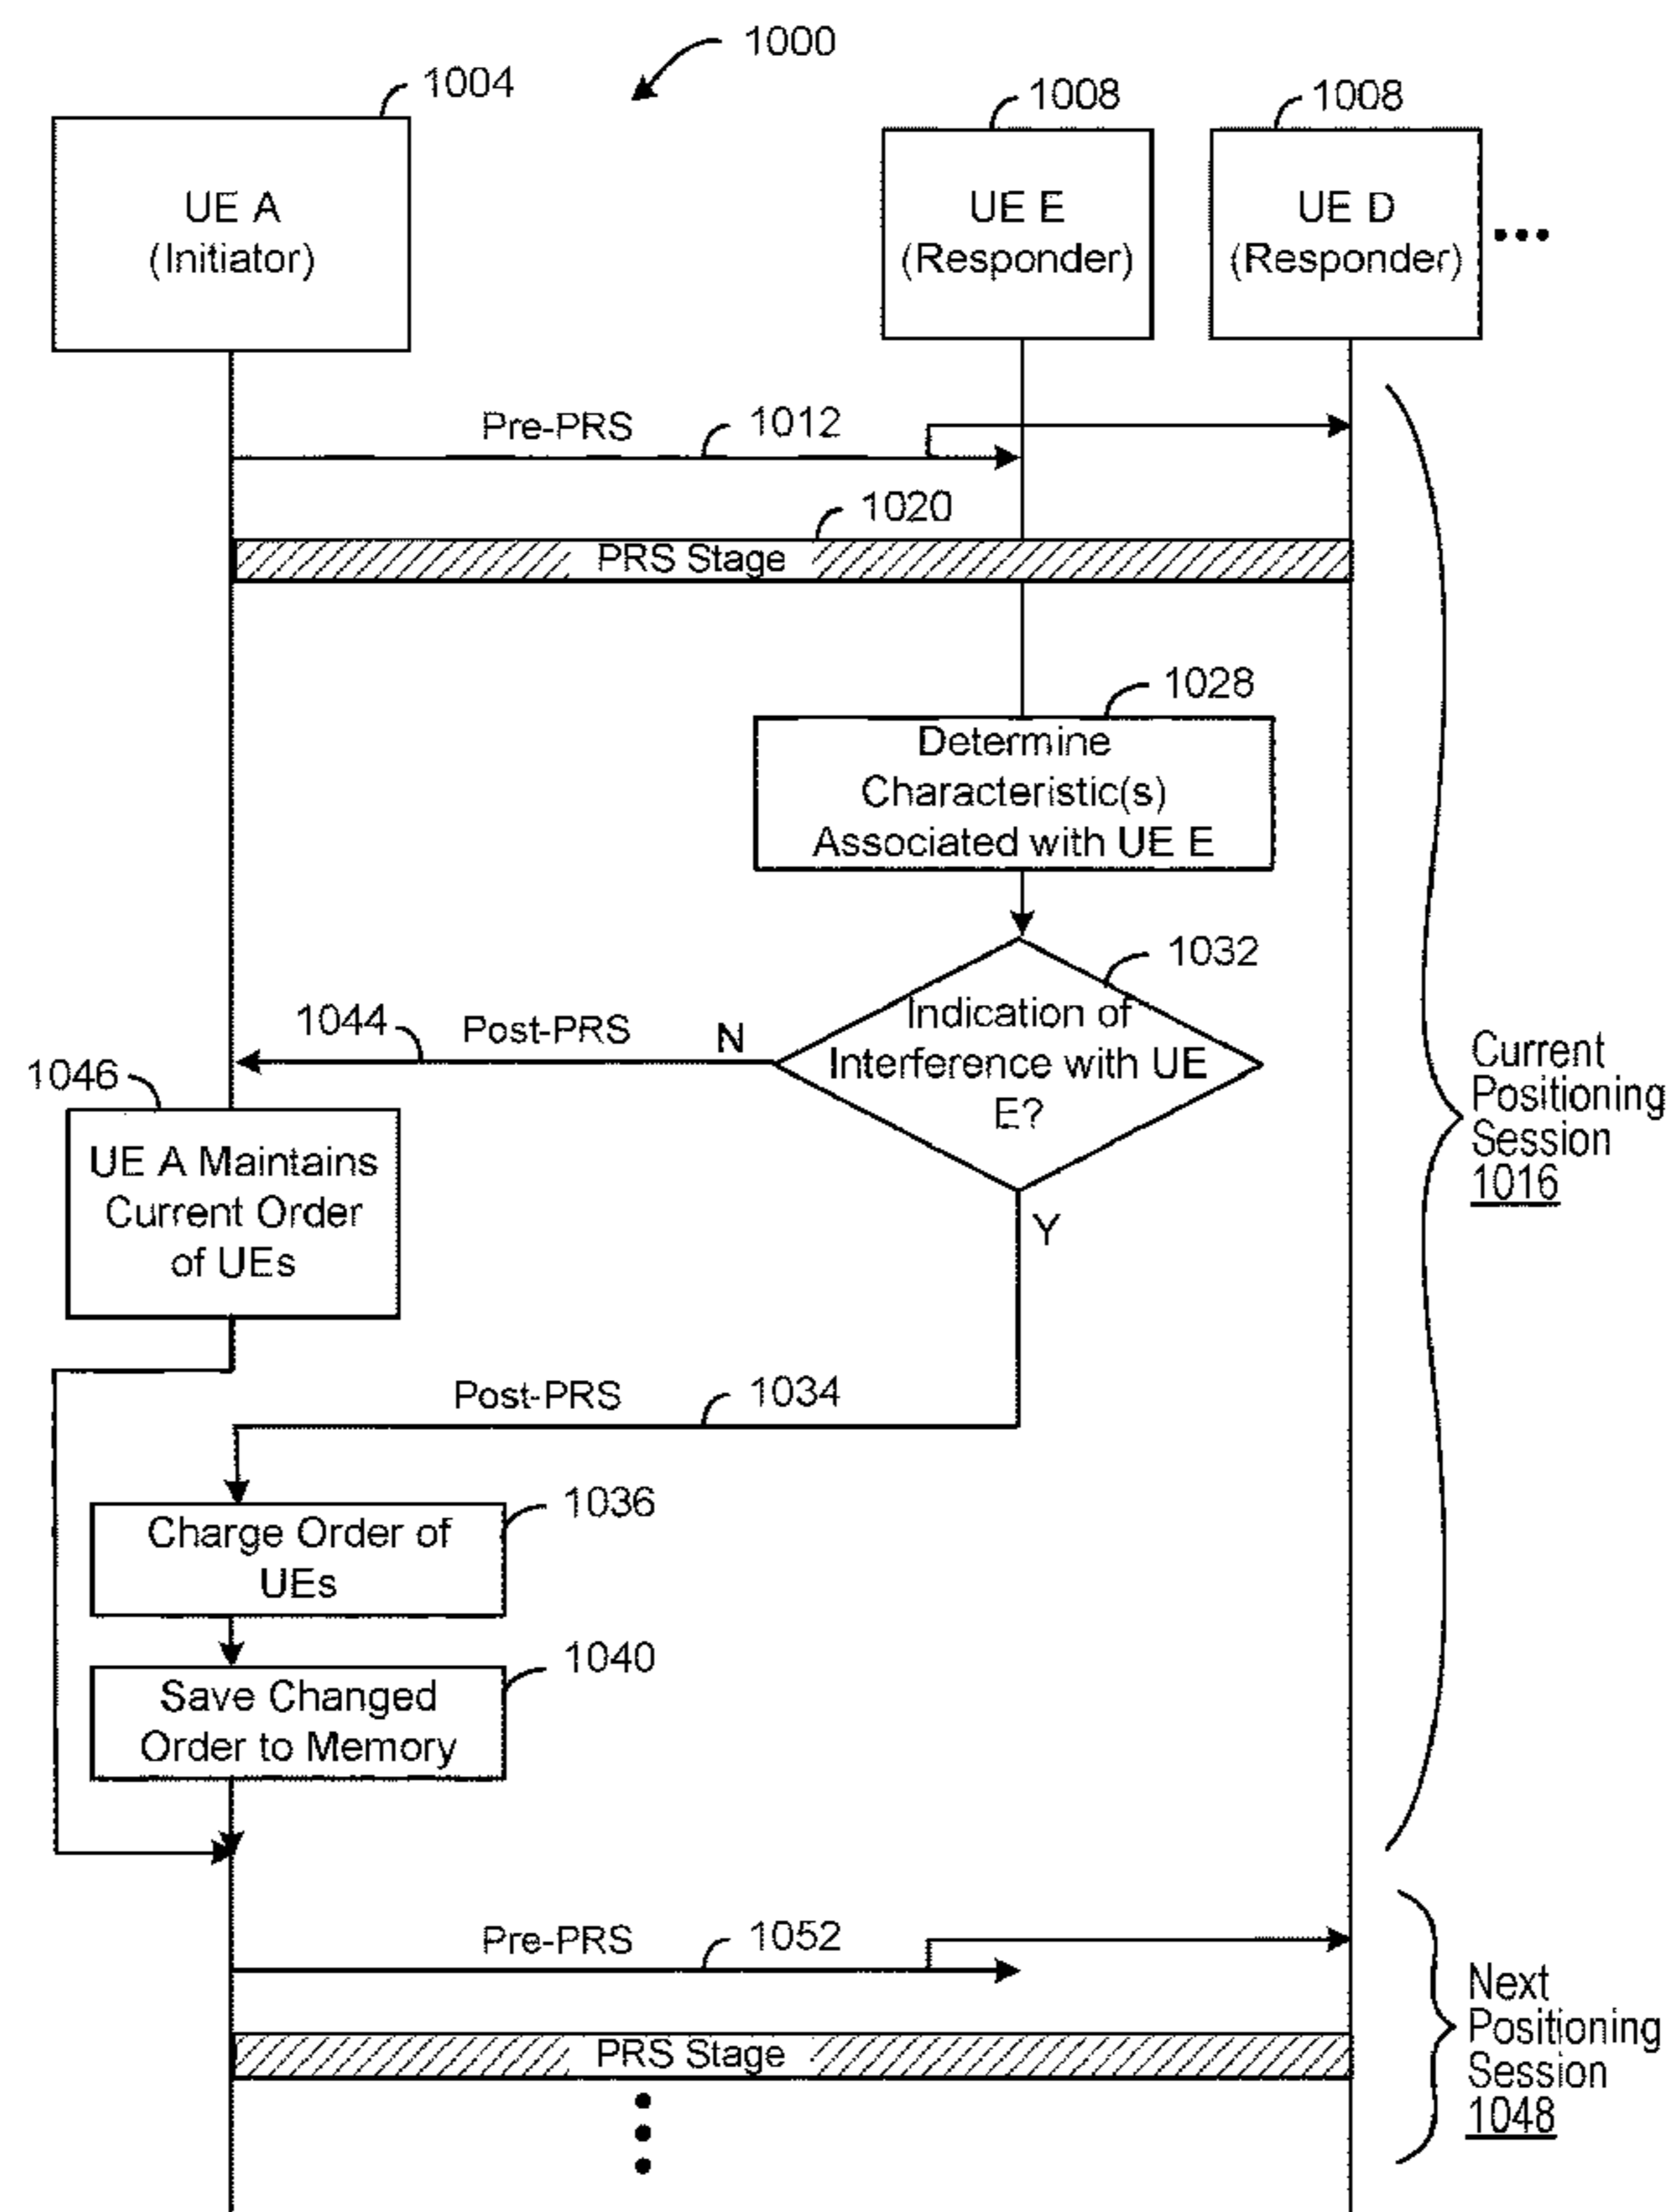 1000
1004
1008
1008
UE A
(Initiator)
UE E
(Responder)
UE D
(Responder)
Pre-PRS
1012
1020
PRS Stage
1028
Determine
Characteristic(s)
Associated with UE E
1032
Indication of
Interference with UE
E?
N
Post-PRS
1044
1046
UE A Maintains
Current Order
of UEs
Y
Current
Positioning
Session
1016
Post-PRS
1034
1036
Charge Order of
UEs
1040
Save Changed
Order to Memory
Pre-PRS
1052
PRS Stage
Next
Positioning
Session
1048